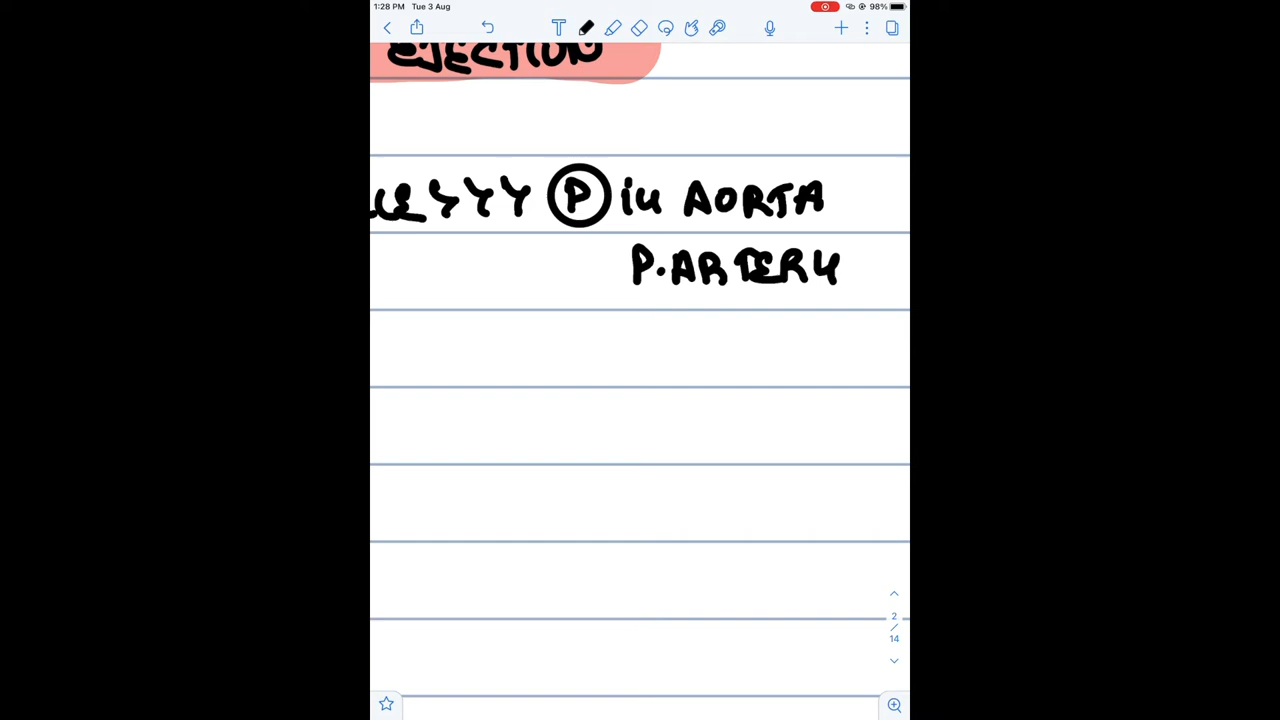 1:28 PM Tue 3 Aug
98%
T
EJECTION
P in AORTA
P. ARTERY
2
/
14